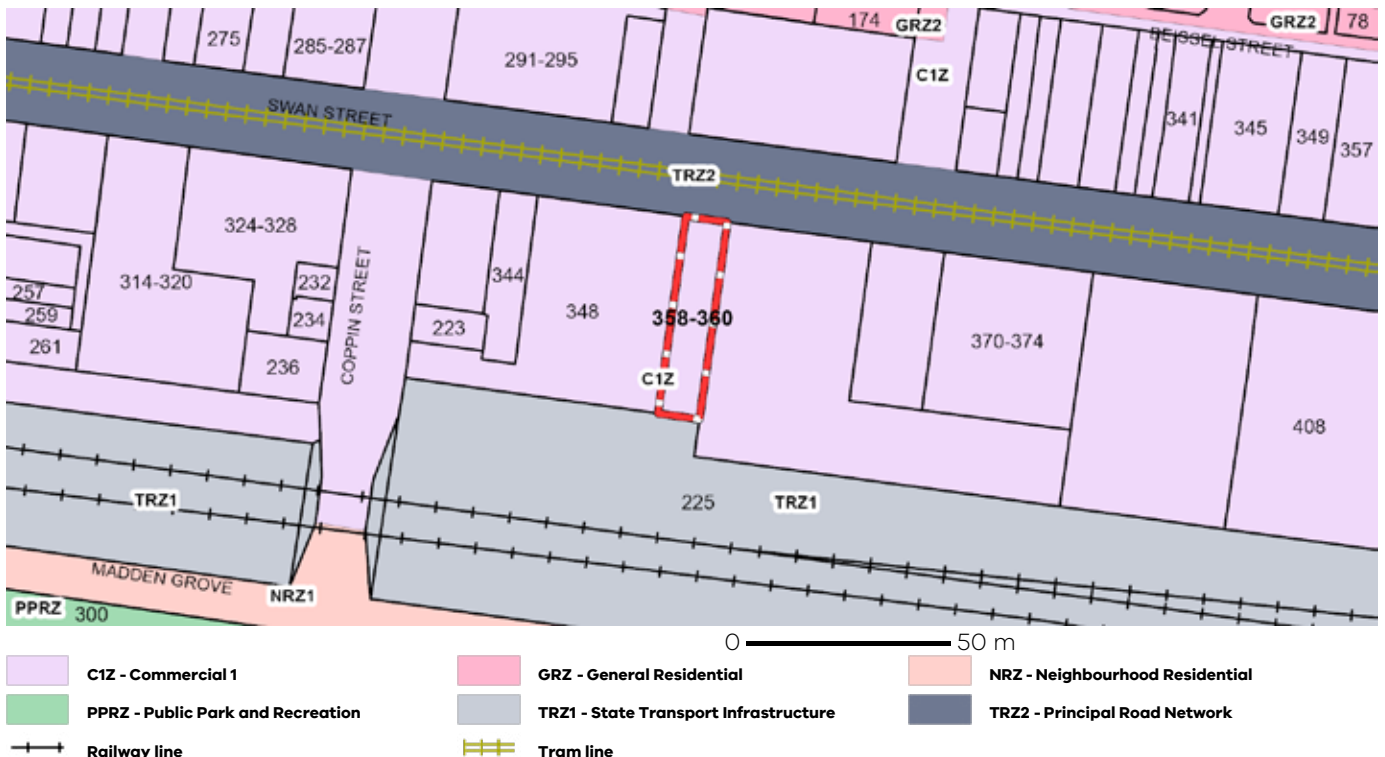 174
GRZ2
GRZ2
78
275
285-287
291-295
C1Z
BEISSEL STREET
SWAN STREET
341
345
349
357
TRZ2
324-328
314-320
232
234
236
257
259
261
COPPIN STREET
344
223
348
358-360
C1Z
370-374
408
TRZ1
225
TRZ1
MADDEN GROVE
NRZ1
PPRZ
300
0 50 m
C1Z - Commercial 1
GRZ - General Residential
NRZ - Neighbourhood Residential
PPRZ - Public Park and Recreation
TRZ1 - State Transport Infrastructure
TRZ2 - Principal Road Network
Railway line
Tram line